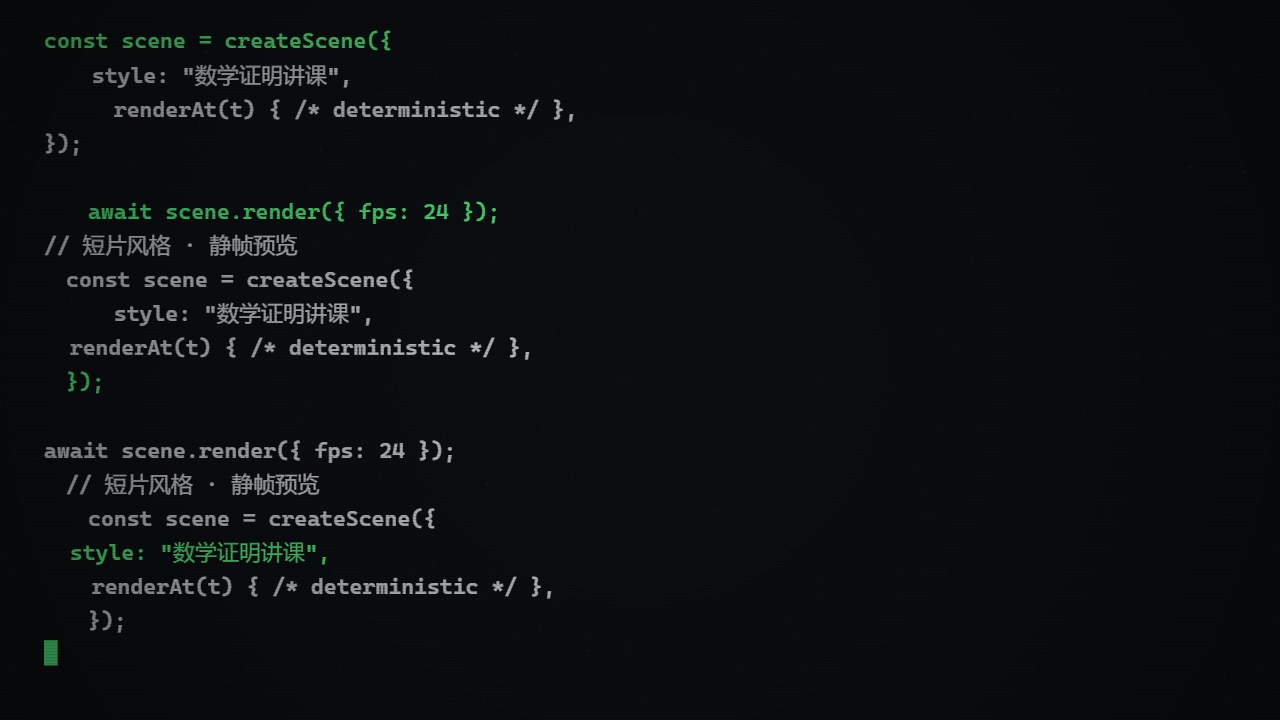 const scene = createScene({
style: "数学证明讲课",
renderAt(t) { /* deterministic */ },
});
await scene.render({ fps: 24 });
// 短片风格 · 静帧预览
const scene = createScene({
style: "数学证明讲课",
renderAt(t) { /* deterministic */ },
});
await scene.render({ fps: 24 });
// 短片风格 · 静帧预览
const scene = createScene({
style: "数学证明讲课",
renderAt(t) { /* deterministic */ },
});